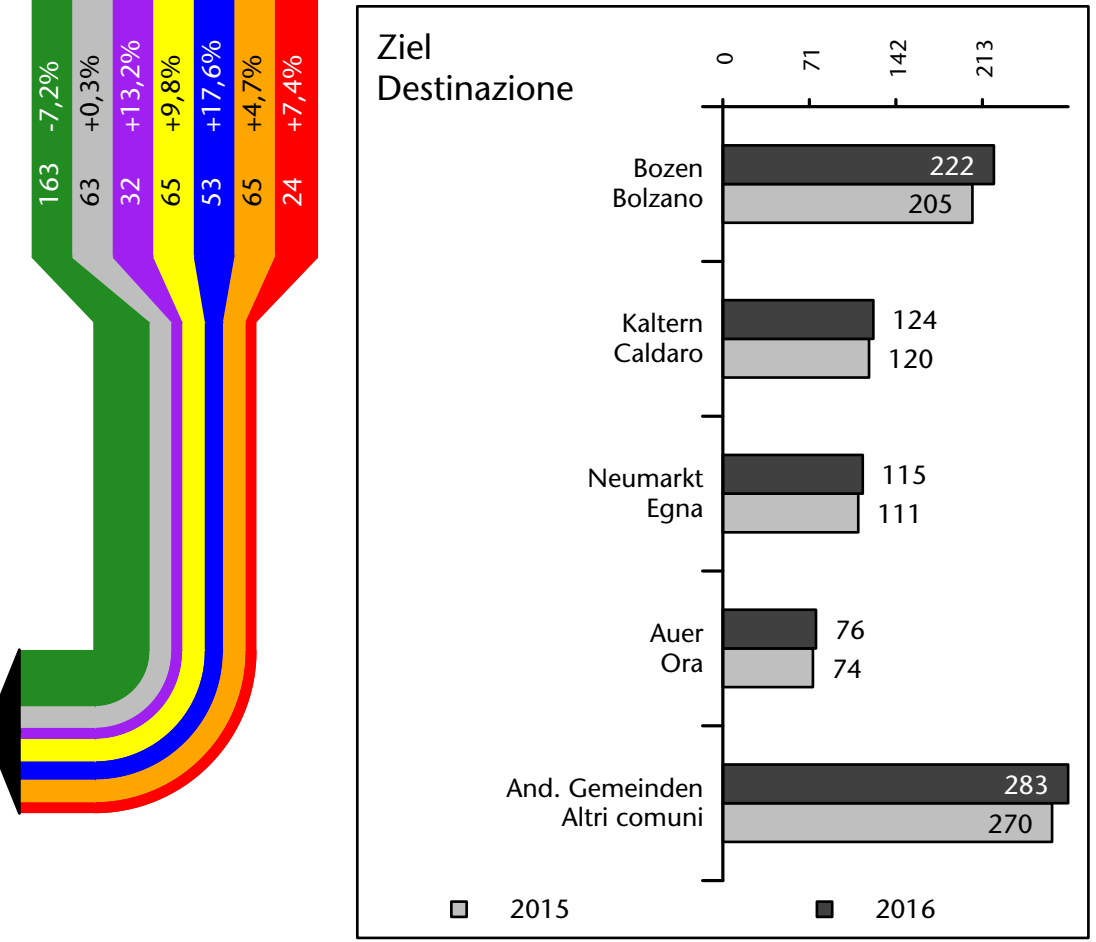 163 -7,2%
63 +0,3%
32 +13,2%
65 +9,8%
53 +17,6%
65 +4,7%
24 +7,4%
Ziel
Destinazione
0 71 142 213
Bozen
Bolzano
222
205
Kaltern
Caldaro
124
120
Neumarkt
Egna
115
111
Auer
Ora
76
74
And. Gemeinden
Altri comuni
283
270
2015 2016